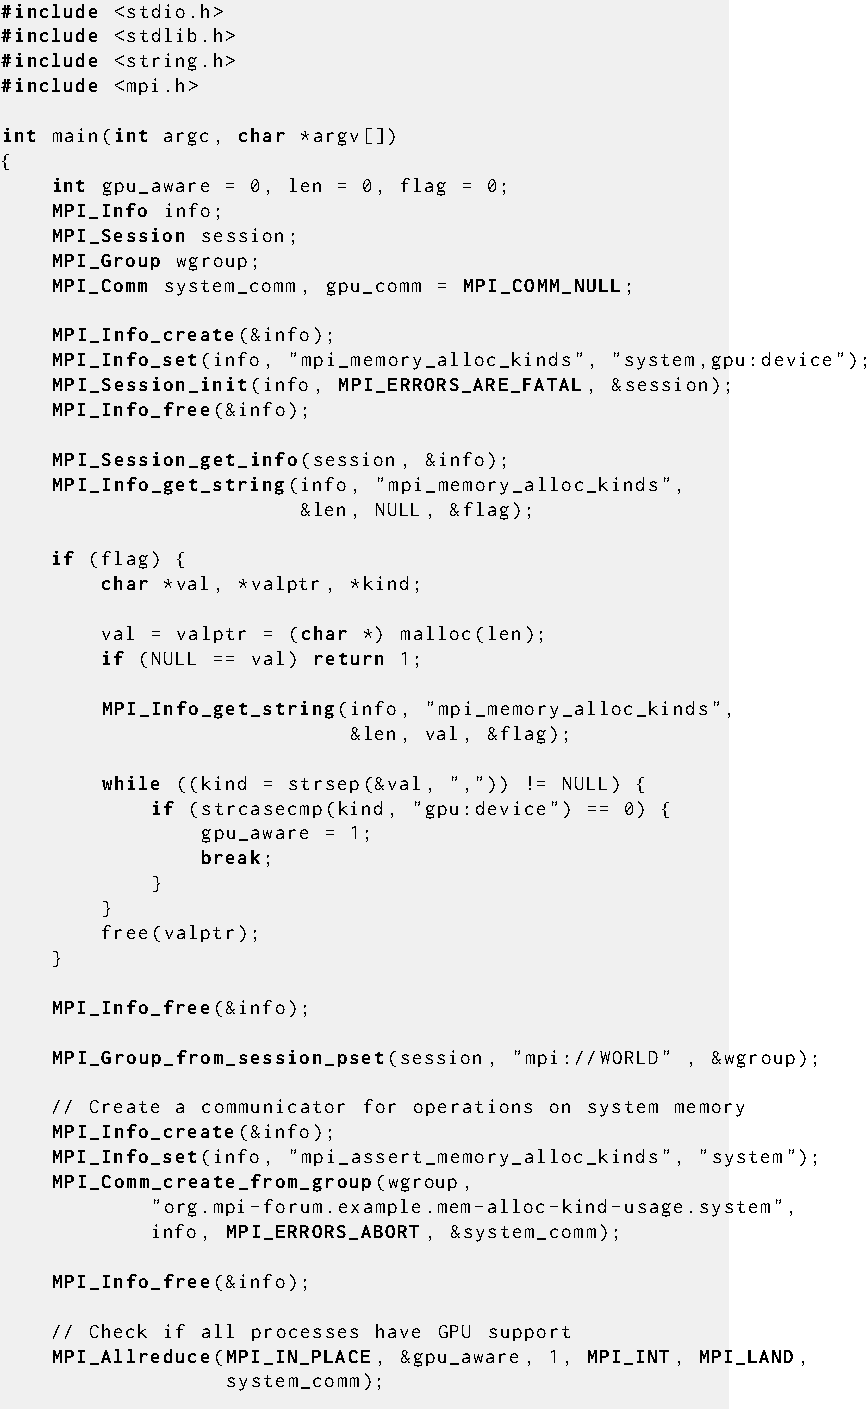 #include <stdio.h>
#include <stdlib.h>
#include <string.h>
#include <mpi.h>

int main(int argc, char *argv[])
{
    int gpu_aware = 0, len = 0, flag = 0;
    MPI_Info info;
    MPI_Session session;
    MPI_Group wgroup;
    MPI_Comm system_comm, gpu_comm = MPI_COMM_NULL;

    MPI_Info_create(&info);
    MPI_Info_set(info, "mpi_memory_alloc_kinds", "system,gpu:device");
    MPI_Session_init(info, MPI_ERRORS_ARE_FATAL, &session);
    MPI_Info_free(&info);

    MPI_Session_get_info(session, &info);
    MPI_Info_get_string(info, "mpi_memory_alloc_kinds",
                        &len, NULL, &flag);

    if (flag) {
        char *val, *valptr, *kind;

        val = valptr = (char *) malloc(len);
        if (NULL == val) return 1;

        MPI_Info_get_string(info, "mpi_memory_alloc_kinds",
                            &len, val, &flag);

        while ((kind = strsep(&val, ",")) != NULL) {
            if (strcasecmp(kind, "gpu:device") == 0) {
                gpu_aware = 1;
                break;
            }
        }
        free(valptr);
    }

    MPI_Info_free(&info);

    MPI_Group_from_session_pset(session, "mpi://WORLD" , &wgroup);

    // Create a communicator for operations on system memory
    MPI_Info_create(&info);
    MPI_Info_set(info, "mpi_assert_memory_alloc_kinds", "system");
    MPI_Comm_create_from_group(wgroup,
            "org.mpi-forum.example.mem-alloc-kind-usage.system",
            info, MPI_ERRORS_ABORT, &system_comm);

    MPI_Info_free(&info);

    // Check if all processes have GPU support
    MPI_Allreduce(MPI_IN_PLACE, &gpu_aware, 1, MPI_INT, MPI_LAND,
                  system_comm);